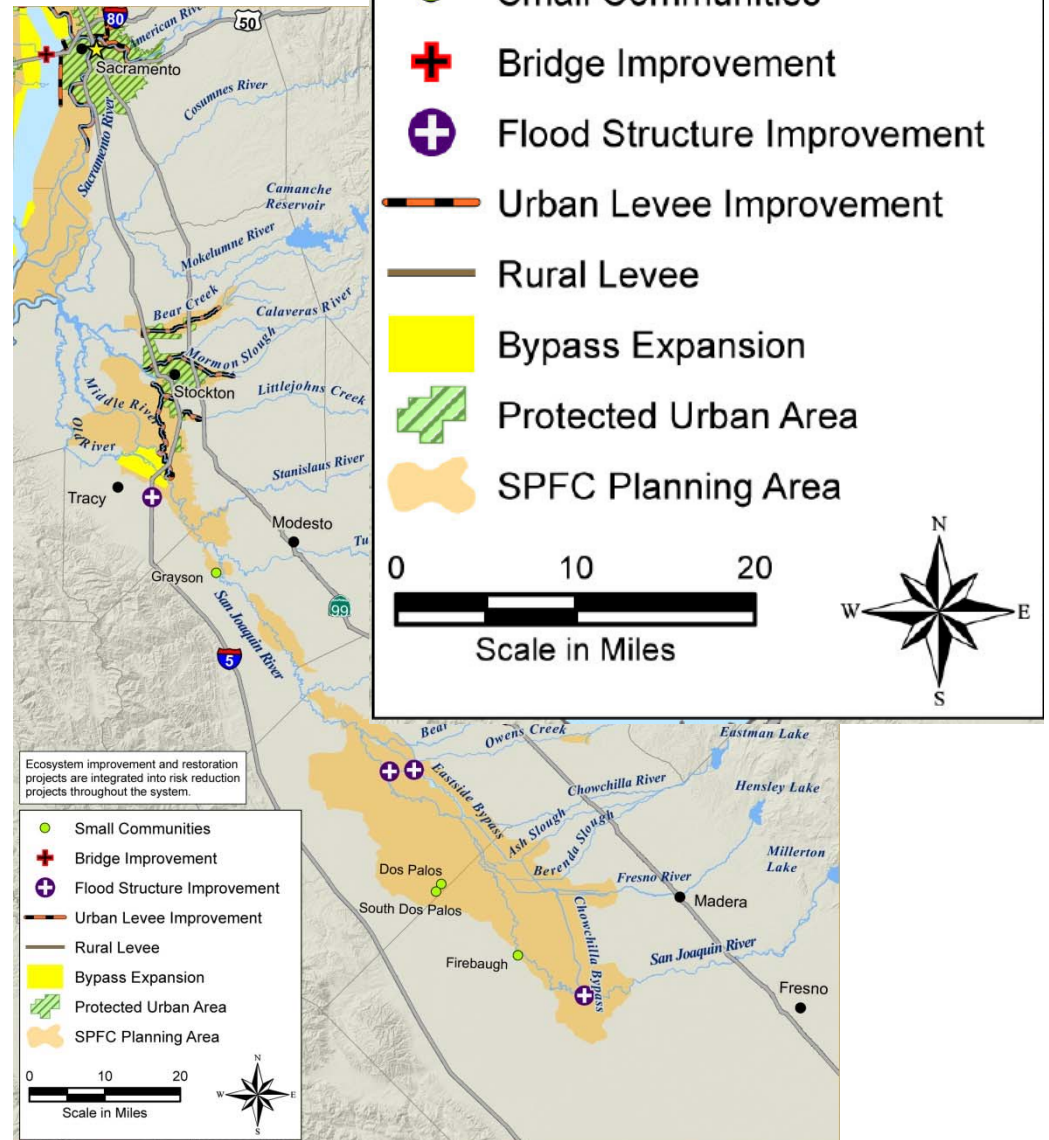 80
50
American River
Sacramento
Cosumnes River
Sacramento River
Camanche
Reservoir
Mokelumne River
Bear Creek
Calaveras River
Mormon Slough
Stockton
Littlejohns Creek
Middle River
Old River
Stanislaus River
Tracy
Modesto
Tu
Grayson
99
San Joaquin River
5
Small Communities
Bridge Improvement
Flood Structure Improvement
Urban Levee Improvement
Rural Levee
Bypass Expansion
Protected Urban Area
SPFC Planning Area
0 10 20
Scale in Miles
N
W E
S
Bear
Owens Creek
Eastman Lake
Eastside Bypass
Chowchilla River
Hensley Lake
Ash Slough
Berenda Slough
Millerton
Lake
Dos Palos
South Dos Palos
Fresno River
Madera
Chowchilla Bypass
San Joaquin River
Firebaugh
Fresno
Ecosystem improvement and restoration
projects are integrated into risk reduction
projects throughout the system.
Small Communities
Bridge Improvement
Flood Structure Improvement
Urban Levee Improvement
Rural Levee
Bypass Expansion
Protected Urban Area
SPFC Planning Area
0 10 20
Scale in Miles
N
W E
S